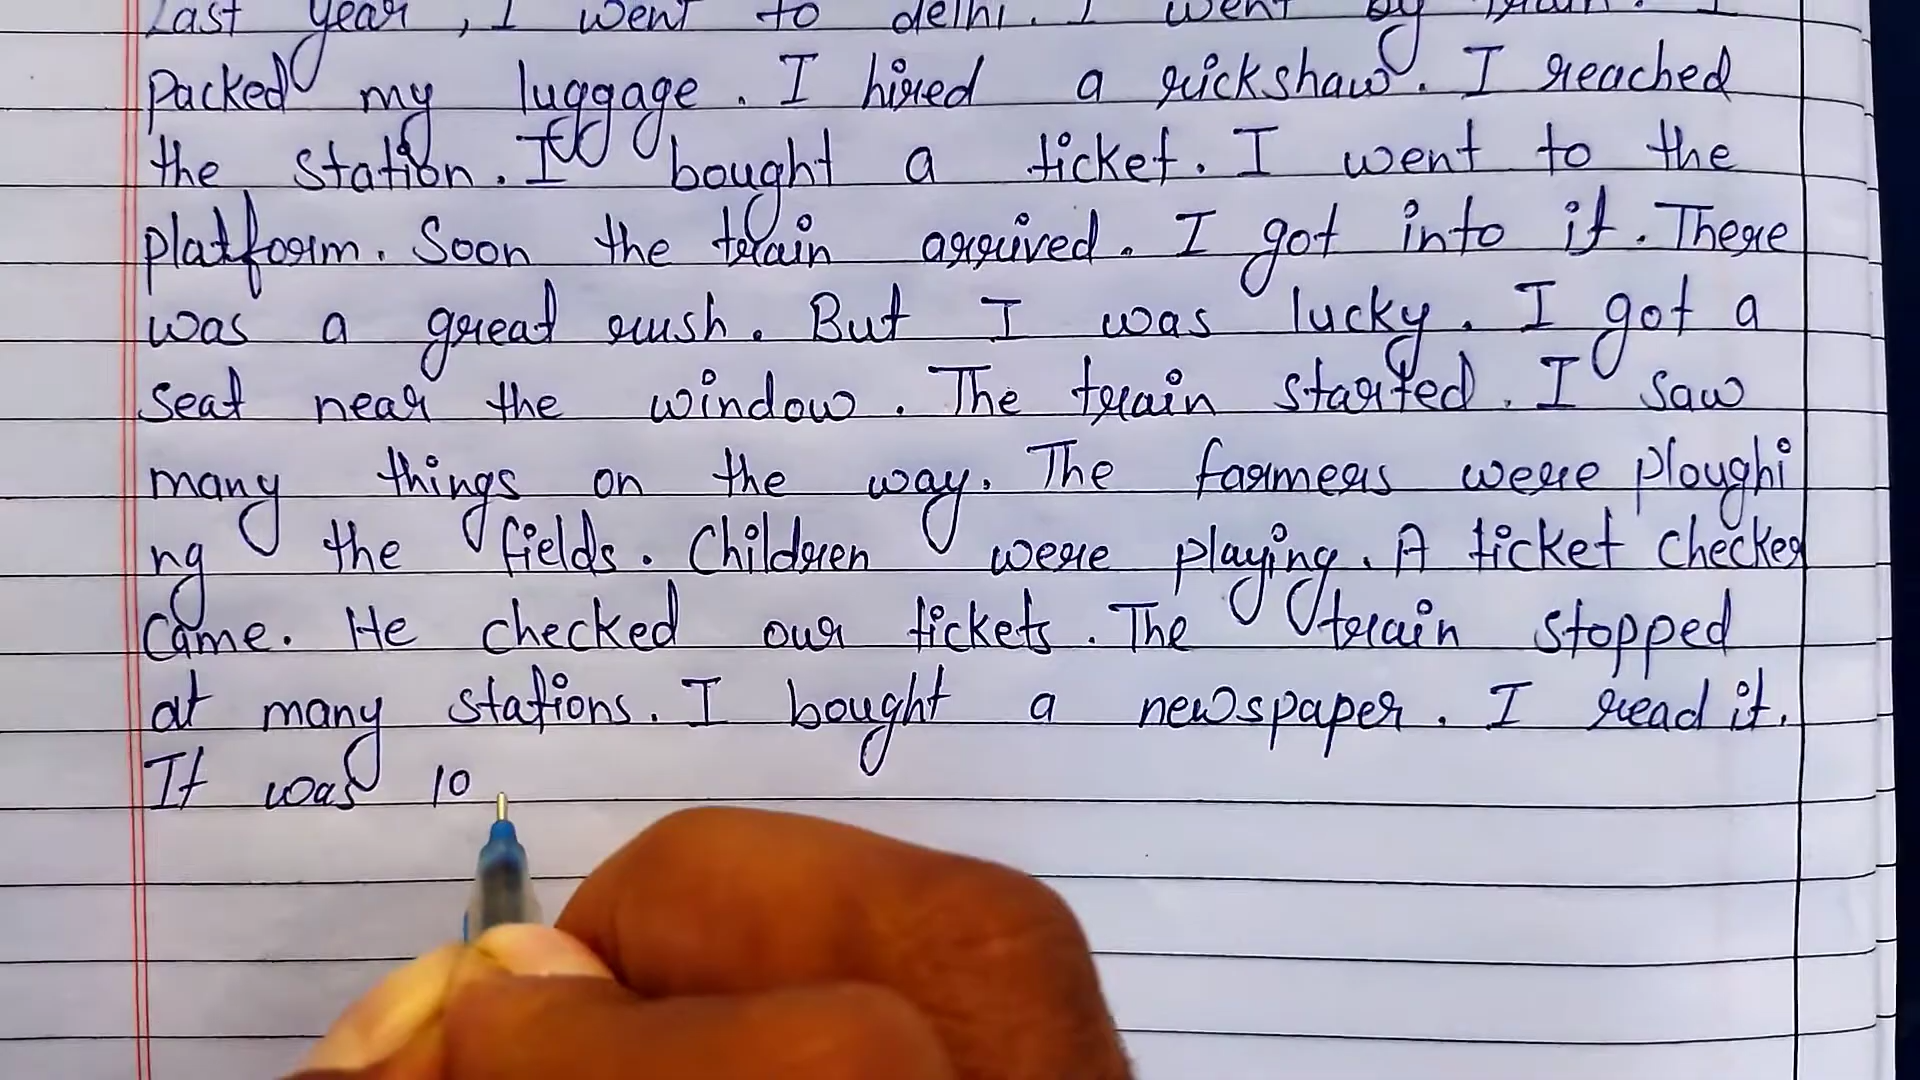 Last year, I went to delhi. I went by train. I
Packed my luggage. I hired a rickshaw. I reached
the station. I bought a ticket. I went to the
platform. Soon the train arrived. I got into it. There
was a great rush. But I was lucky. I got a
seat near the window. The train started. I saw
many things on the way. The farmers were ploughi
ng the fields. Children were playing. A ticket checker
came. He checked our tickets. The train stopped
at many stations. I bought a newspaper. I read it.
It was 10